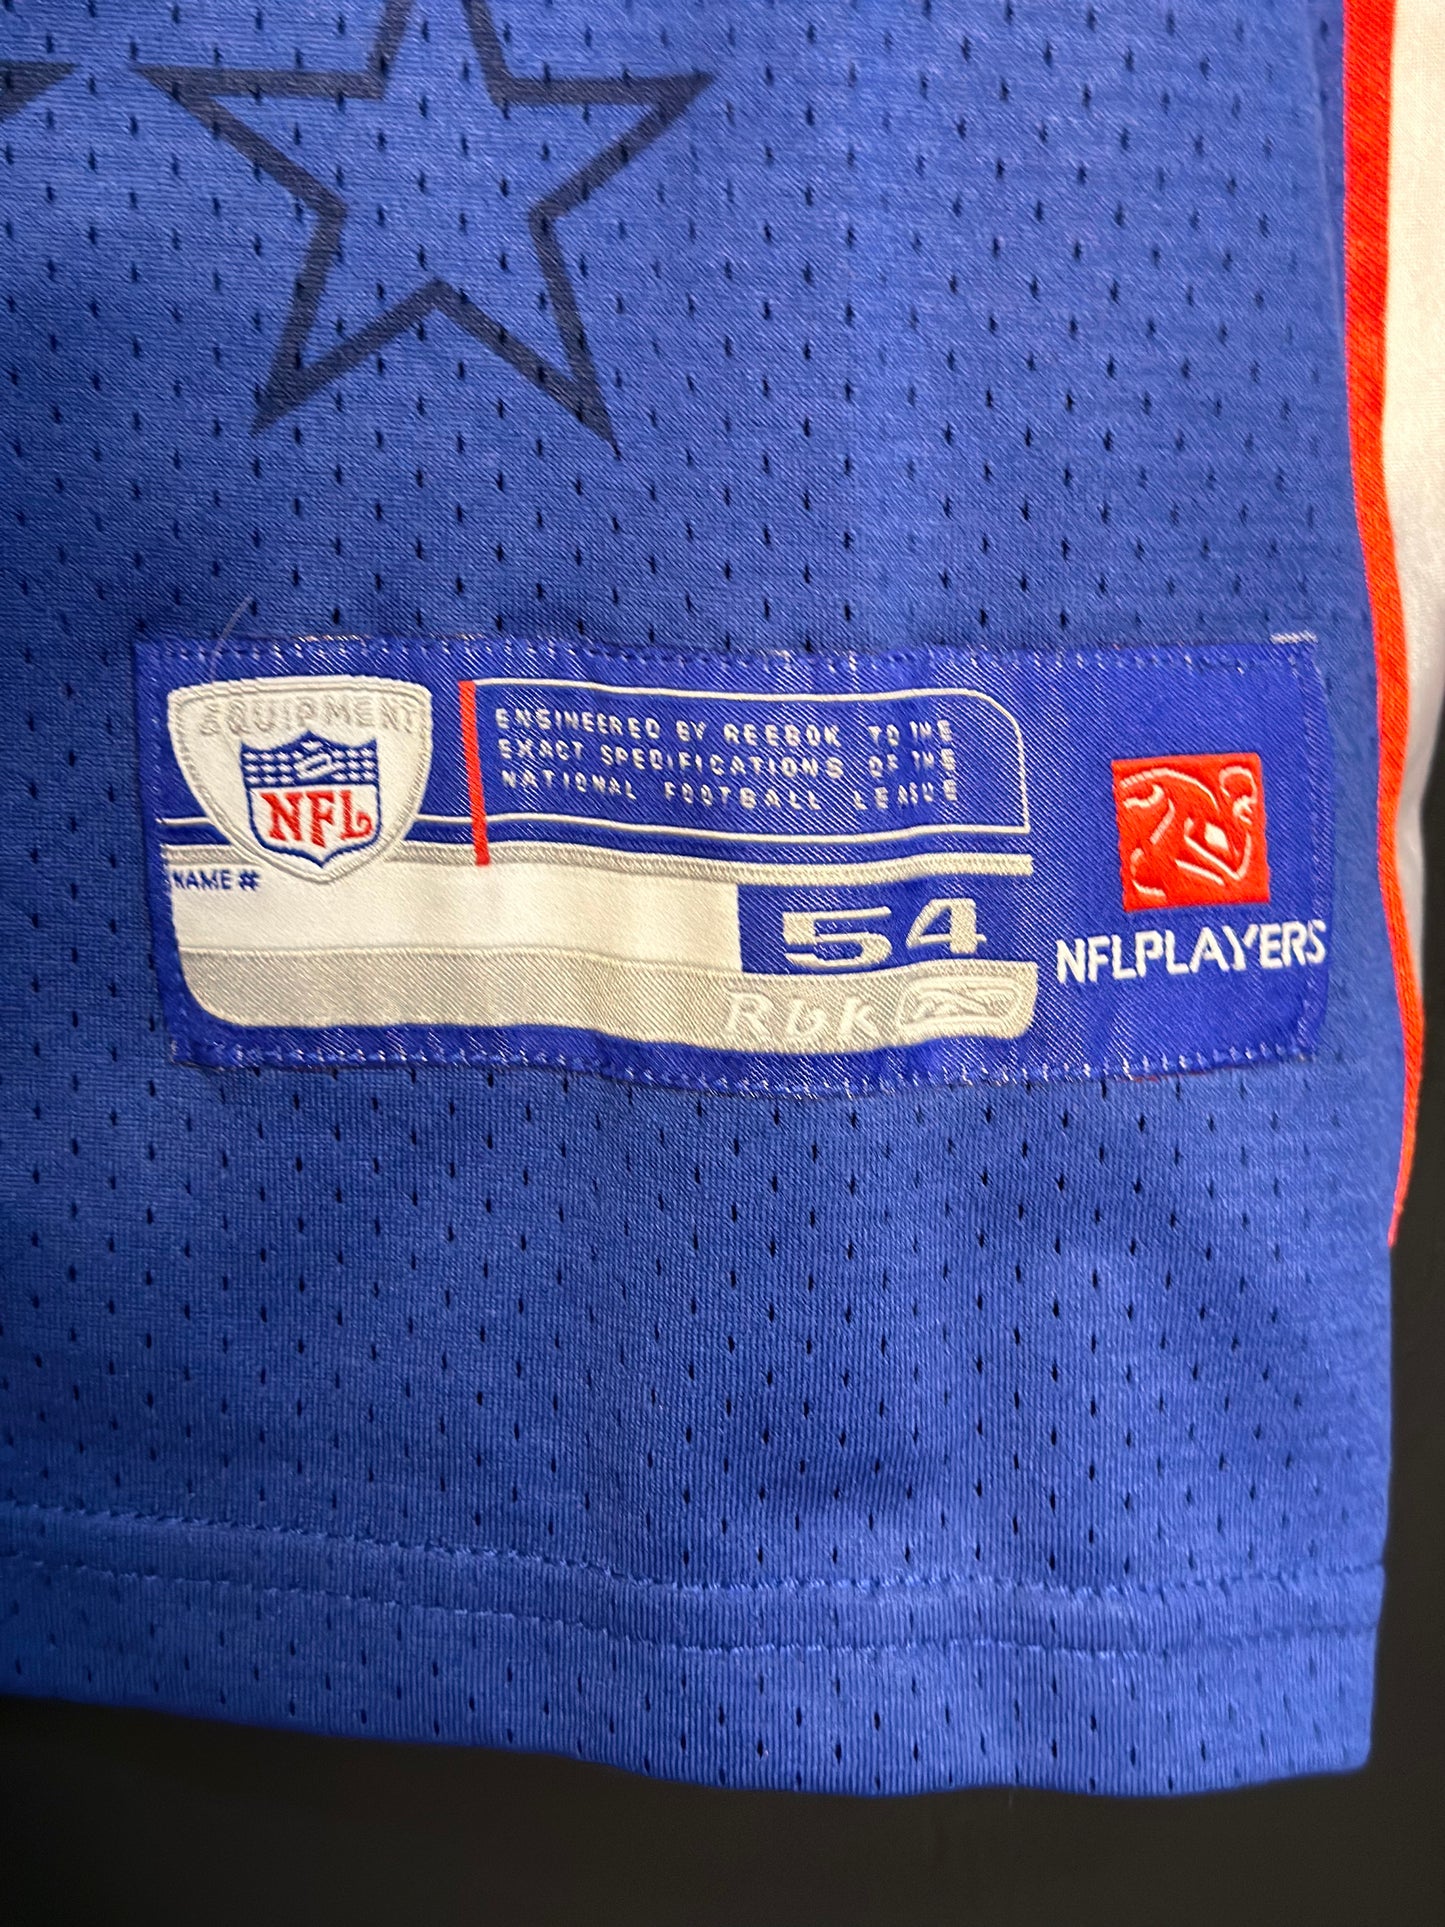 EQUIPMENT
NFL
ENGINEERED BY REEBOK TO THE
EXACT SPECIFICATIONS OF THE
NATIONAL FOOTBALL LEAGUE
NAME #
54
Rbk
NFLPLAYERS